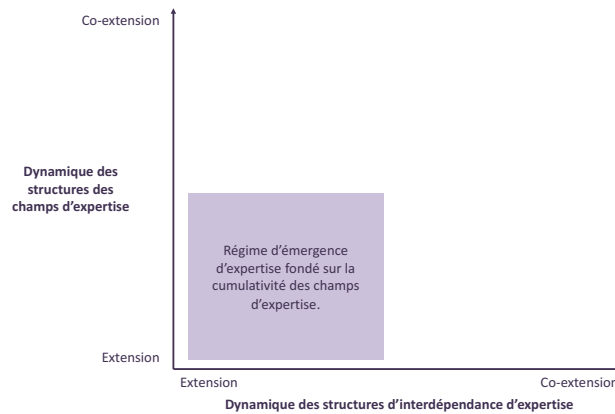 Co-extension
Dynamique des
structures des
champs d'expertise
Régime d'émergence
d'expertise fondé sur la
cumulativité des champs
d'expertise.
Extension
Extension
Co-extension
Dynamique des structures d'interdépendance d'expertise